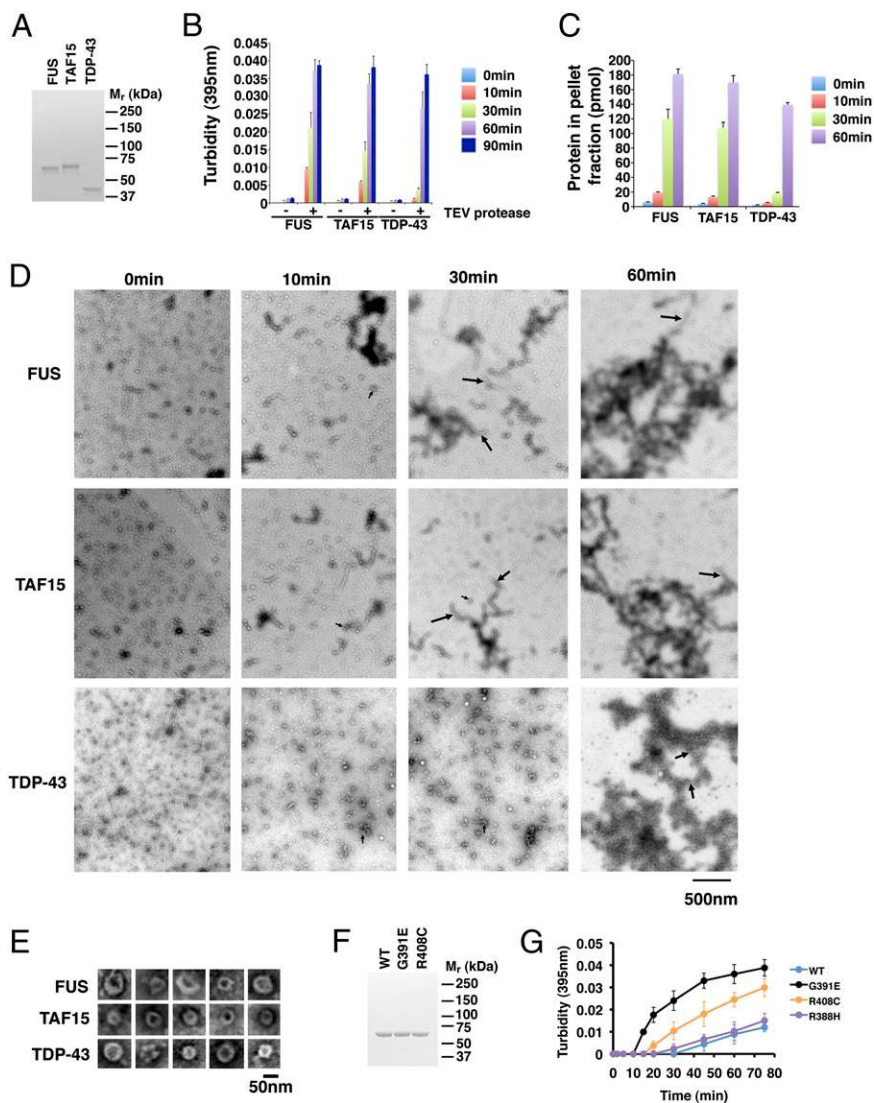 A
FUS
TAF15
TDP-43
Mr (kDa)
250
150
100
75
50
37
B
Turbidity (395nm)
0.045
0.040
0.035
0.030
0.025
0.020
0.015
0.010
0.005
0
0min
10min
30min
60min
90min
- + - + - + TEV protease
FUS TAF15 TDP-43
C
Protein in pellet
fraction (pmol)
200
180
160
140
120
100
80
60
40
20
0
0min
10min
30min
60min
FUS TAF15 TDP-43
D
0min 10min 30min 60min
FUS
TAF15
TDP-43
500nm
E
FUS
TAF15
TDP-43
50nm
F
WT
G391E
R408C
Mr (kDa)
250
150
100
75
50
37
G
Turbidity (395nm)
0.05
0.04
0.03
0.02
0.01
0
0 10 20 30 40 50 60 70 80
Time (min)
WT
G391E
R408C
R388H